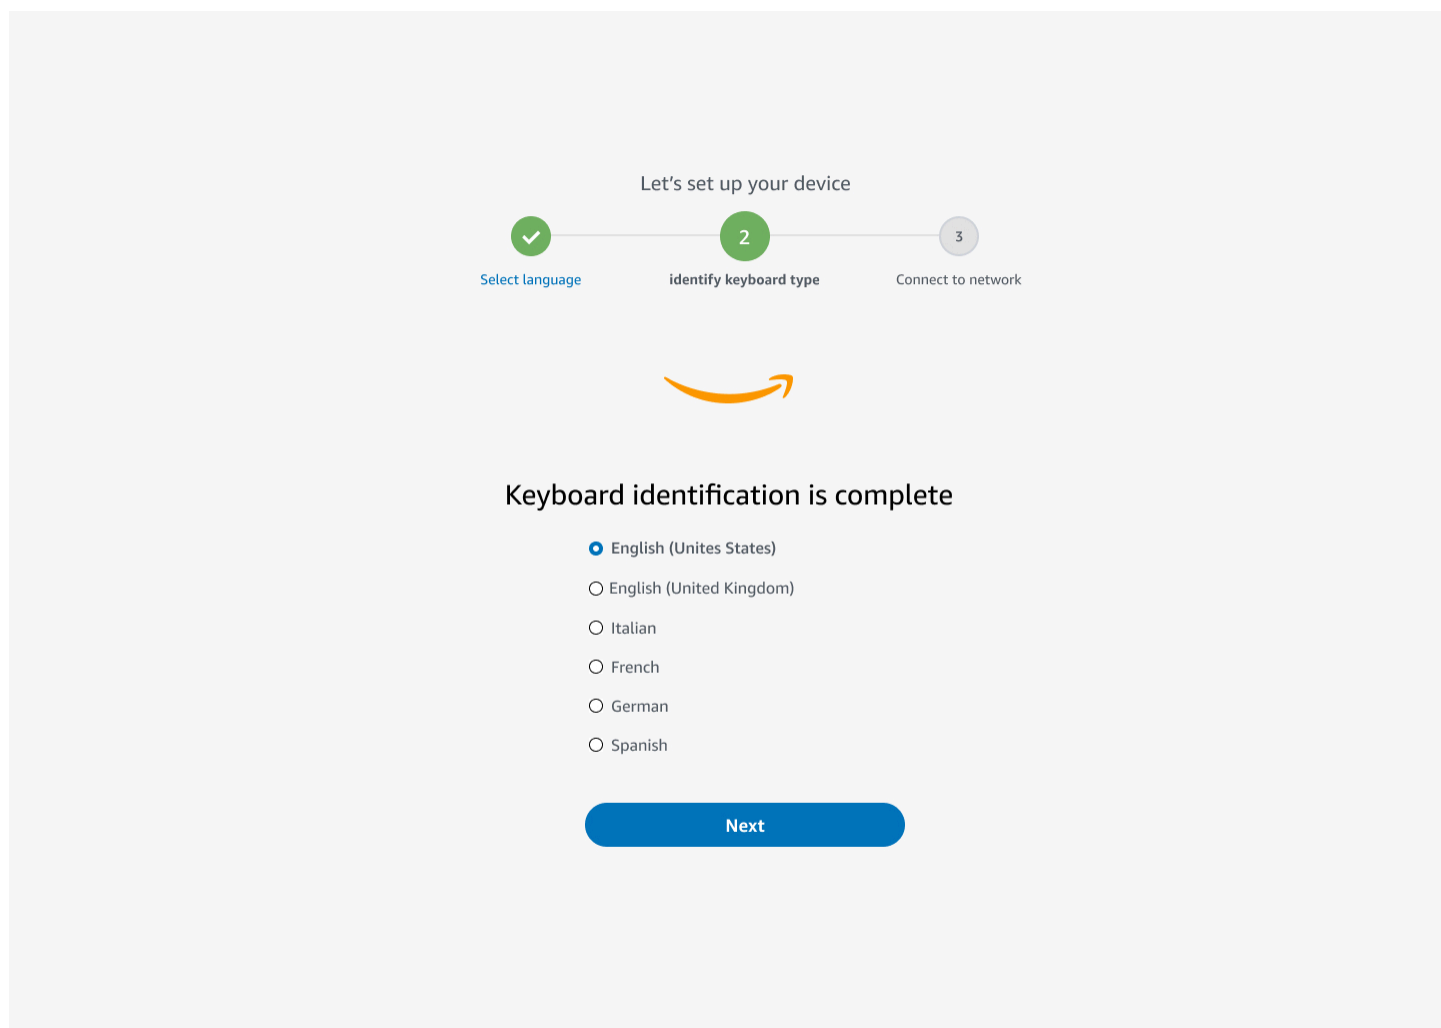 Let's set up your device
2
3
Select language
identify keyboard type
Connect to network
Keyboard identification is complete
English (Unites States)
English (United Kingdom)
Italian
French
German
Spanish
Next